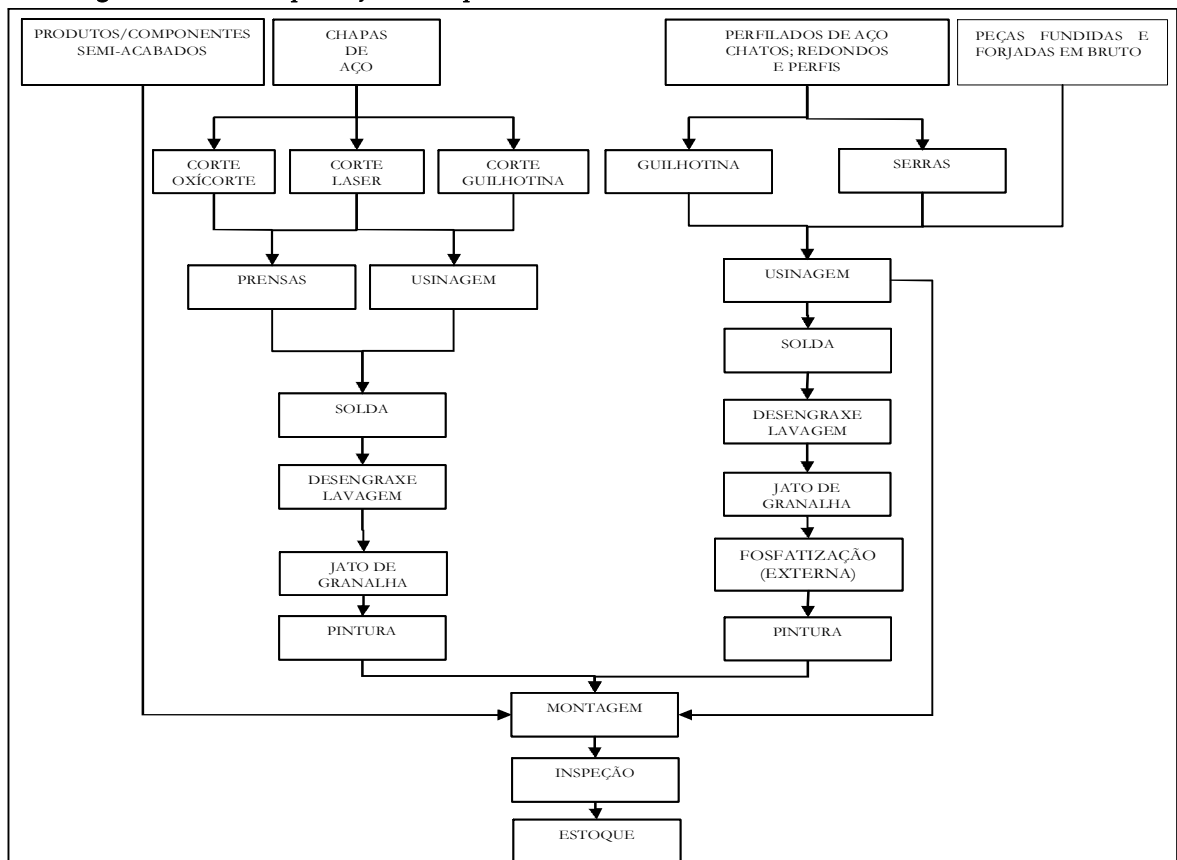 PRODUTOS/COMPONENTES
SEMI-ACABADOS
CHAPAS
DE
AÇO
PERFILADOS DE AÇO
CHATOS; REDONDOS
E PERFIS
PEÇAS FUNDIDAS E
FORJADAS EM BRUTO
CORTE
OXÍCORTE
CORTE
LASER
CORTE
GUILHOTINA
GUILHOTINA
SERRAS
PRENSAS
USINAGEM
USINAGEM
SOLDA
SOLDA
DESENGRAXE
LAVAGEM
DESENGRAXE
LAVAGEM
JATO DE
GRANALHA
JATO DE
GRANALHA
FOSFATIZAÇÃO
(EXTERNA)
PINTURA
PINTURA
MONTAGEM
INSPEÇÃO
ESTOQUE